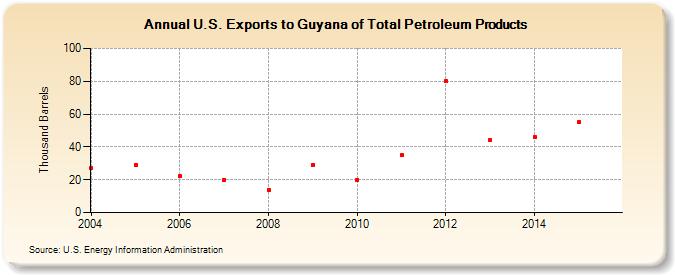 Annual U.S. Exports to Guyana of Total Petroleum Products
Thousand Barrels
100
80
60
40
20
0
2004 2006 2008 2010 2012 2014
Source: U.S. Energy Information Administration